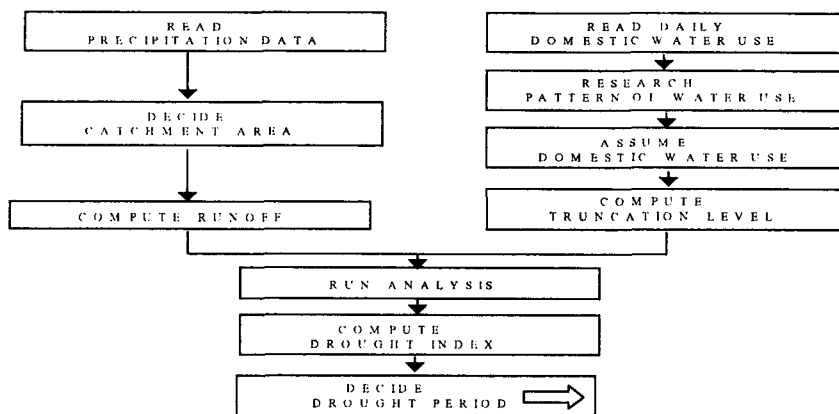 READ
PRECIPITATION DATA
DECIDE
CATCHMENT AREA
COMPUTE RUNOFF
READ DAILY
DOMESTIC WATER USE
RESEARCH
PATTERN OF WATER USE
ASSUME
DOMESTIC WATER USE
COMPUTE
TRUNCATION LEVEL
RUN ANALYSIS
COMPUTE
DROUGHT INDEX
DECIDE
DROUGHT PERIOD